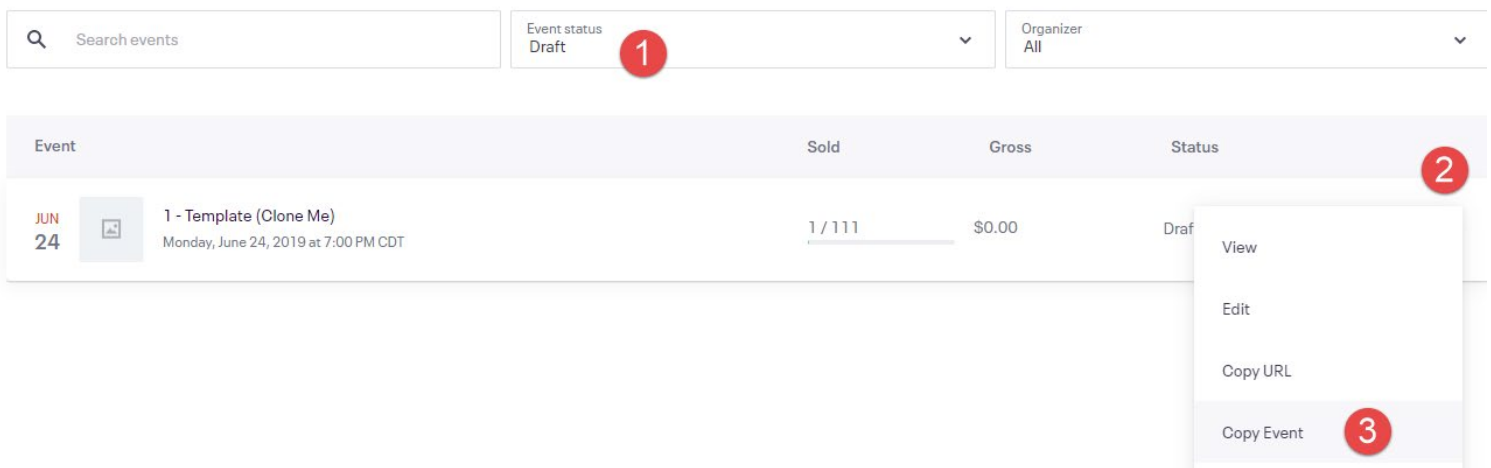 Search events
Event status
Draft
1
Organizer
All
Event Sold Gross Status
2
JUN
24
1 - Template (Clone Me)
Monday, June 24, 2019 at 7:00 PM CDT
1 / 111
$0.00
Draf
View
Edit
Copy URL
Copy Event
3